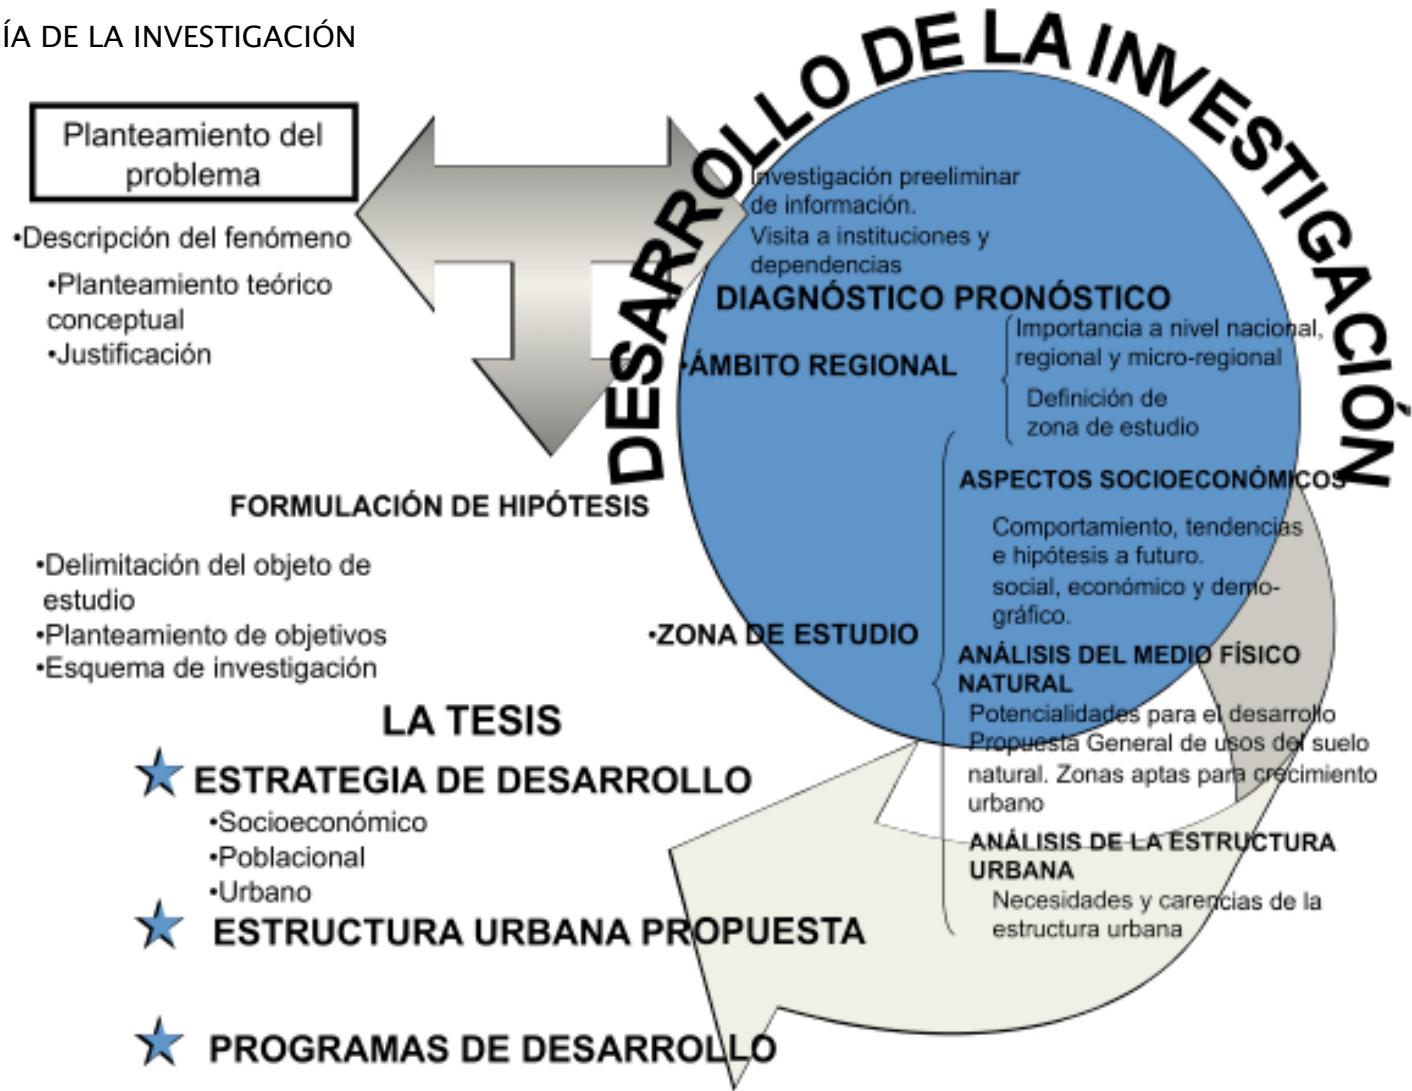 ÍA DE LA INVESTIGACIÓN
DESARROLLO DE LA INVESTIGACIÓN
Planteamiento del
problema
•Descripción del fenómeno
•Planteamiento teórico
conceptual
•Justificación
Investigación preeliminar
de información.
Visita a instituciones y
dependencias
DIAGNÓSTICO PRONÓSTICO
•ÁMBITO REGIONAL
Importancia a nivel nacional,
regional y micro-regional
Definición de
zona de estudio
FORMULACIÓN DE HIPÓTESIS
•Delimitación del objeto de
estudio
•Planteamiento de objetivos
•Esquema de investigación
•ZONA DE ESTUDIO
ASPECTOS SOCIOECONÓMICOS
Comportamiento, tendencias
e hipótesis a futuro.
social, económico y demo-
gráfico.
ANÁLISIS DEL MEDIO FÍSICO
NATURAL
Potencialidades para el desarrollo
Propuesta General de usos del suelo
natural. Zonas aptas para crecimiento
urbano
ANÁLISIS DE LA ESTRUCTURA
URBANA
Necesidades y carencias de la
estructura urbana
LA TESIS
ESTRATEGIA DE DESARROLLO
•Socioeconómico
•Poblacional
•Urbano
ESTRUCTURA URBANA PROPUESTA
PROGRAMAS DE DESARROLLO